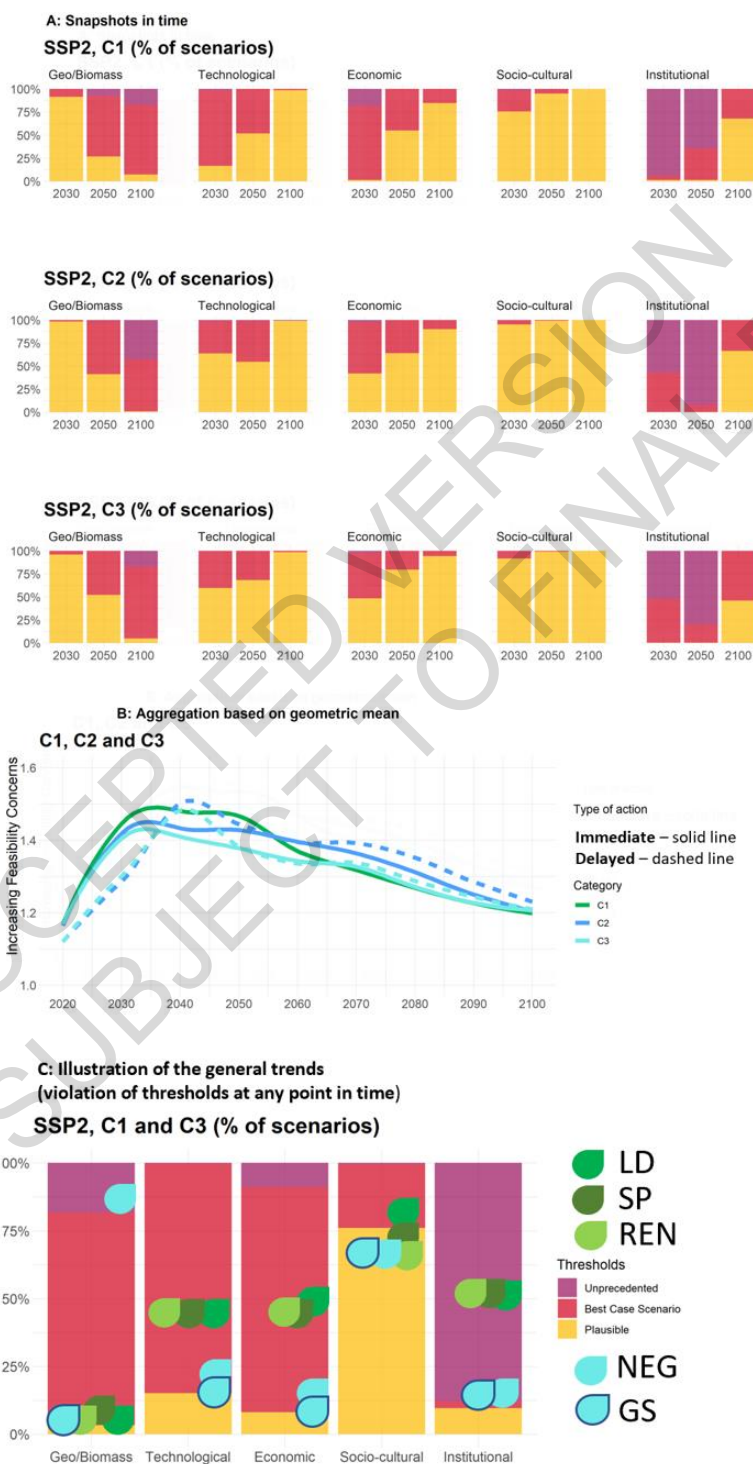 A: Snapshots in time
SSP2, C1 (% of scenarios)
Geo/Biomass Technological Economic Socio-cultural Institutional
100%
75%
50%
25%
0%
2030 2050 2100 2030 2050 2100 2030 2050 2100 2030 2050 2100 2030 2050 2100
SSP2, C2 (% of scenarios)
Geo/Biomass Technological Economic Socio-cultural Institutional
100%
75%
50%
25%
0%
2030 2050 2100 2030 2050 2100 2030 2050 2100 2030 2050 2100 2030 2050 2100
SSP2, C3 (% of scenarios)
Geo/Biomass Technological Economic Socio-cultural Institutional
100%
75%
50%
25%
0%
2030 2050 2100 2030 2050 2100 2030 2050 2100 2030 2050 2100 2030 2050 2100
B: Aggregation based on geometric mean
C1, C2 and C3
Increasing Feasibility Concerns
1.6
1.4
1.2
1.0
2020 2030 2040 2050 2060 2070 2080 2090 2100
Type of action
Immediate – solid line
Delayed – dashed line
Category
C1
C2
C3
C: Illustration of the general trends
(violation of thresholds at any point in time)
SSP2, C1 and C3 (% of scenarios)
00%
75%
50%
25%
0%
Geo/Biomass Technological Economic Socio-cultural Institutional
LD
SP
REN
Thresholds
Unprecedented
Best Case Scenario
Plausible
NEG
GS
CCEPTED VERSION
SUBJECT TO FINAL